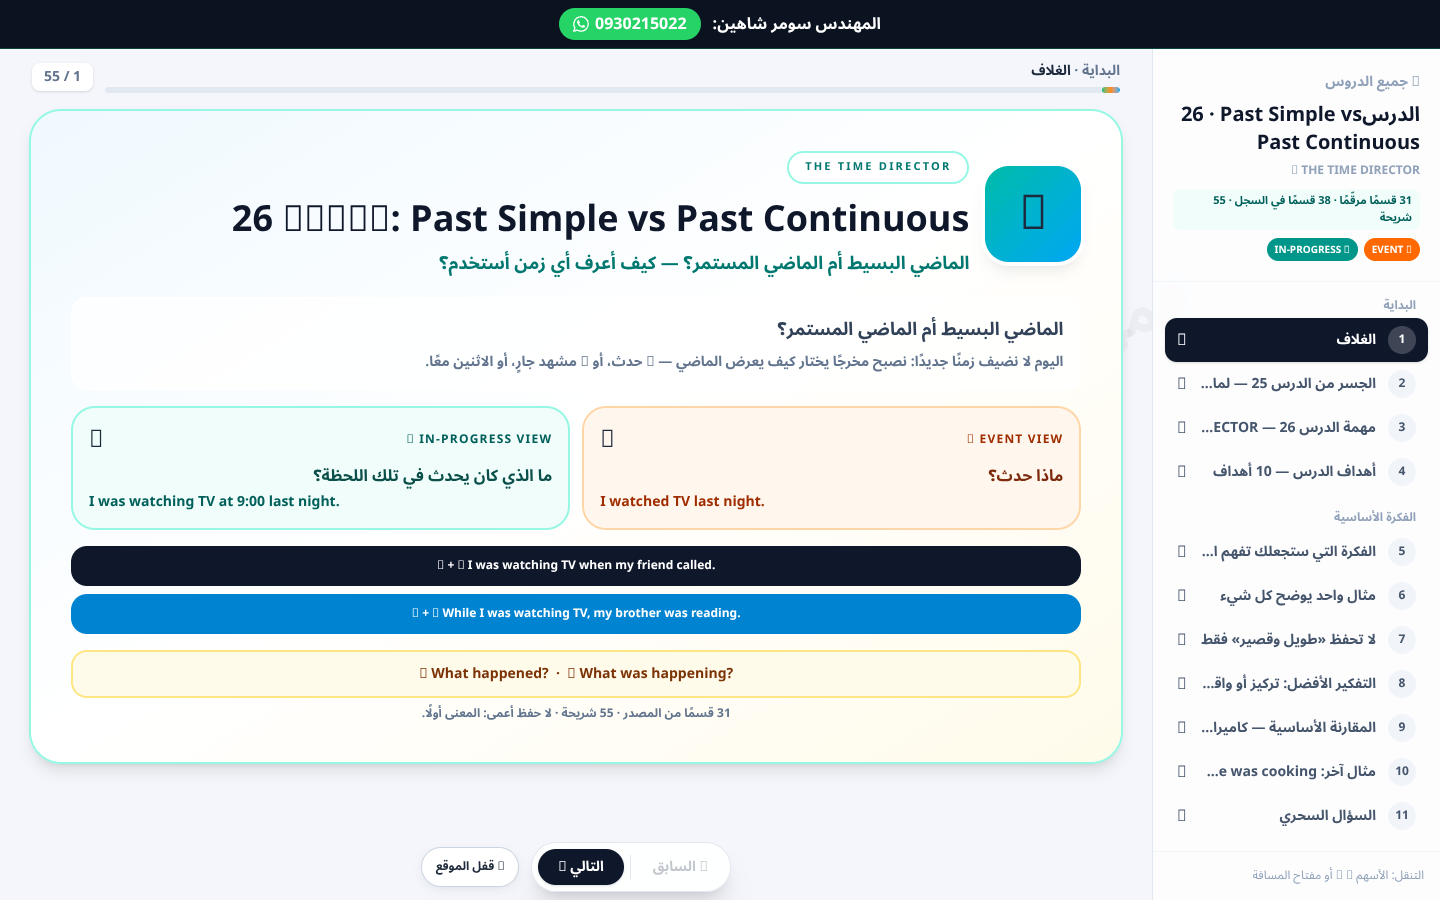 المهندس سومر شاهين:
0930215022
جميع الدروس
الدرس26 · Past Simple vs
Past Continuous
THE TIME DIRECTOR
31 قسمًا مرقّمًا · 38 قسمًا في السجل · 55
شريحة
EVENT
IN-PROGRESS
البداية
1 الغلاف
2 الجسر من الدرس 25 — لما...
3 مهمة الدرس 26 — ECTOR...
4 أهداف الدرس — 10 أهداف
الفكرة الأساسية
5 الفكرة التي ستجعلك تفهم ا...
6 مثال واحد يوضح كل شيء
7 لا تحفظ «طويل وقصير» فقط
8 التفكير الأفضل: تركيز أو واق...
9 المقارنة الأساسية — كاميرا...
10 مثال آخر: e was cooking...
11 السؤال السحري
التنقل: الأسهم أو مفتاح المسافة
البداية · الغلاف
55 / 1
THE TIME DIRECTOR
26 : Past Simple vs Past Continuous
الماضي البسيط أم الماضي المستمر؟ — كيف أعرف أي زمن أستخدم؟
الماضي البسيط أم الماضي المستمر؟
اليوم لا نضيف زمنًا جديدًا: نصبح مخرجًا يختار كيف يعرض الماضي — حدث، أو مشهد جارٍ، أو الاثنين معًا.
EVENT VIEW
ماذا حدث؟
I watched TV last night.
IN-PROGRESS VIEW
ما الذي كان يحدث في تلك اللحظة؟
I was watching TV at 9:00 last night.
+ I was watching TV when my friend called.
+ While I was watching TV, my brother was reading.
What happened? · What was happening?
31 قسمًا من المصدر · 55 شريحة · لا حفظ أعمى: المعنى أولًا.
السابق
التالي
قفل الموقع